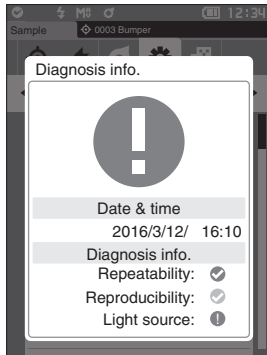 M 12:34
Sample 0003 Bumper
Diagnosis info.
Date & time
2016/3/12/ 16:10
Diagnosis info.
Repeatability:
Reproducibility:
Light source: